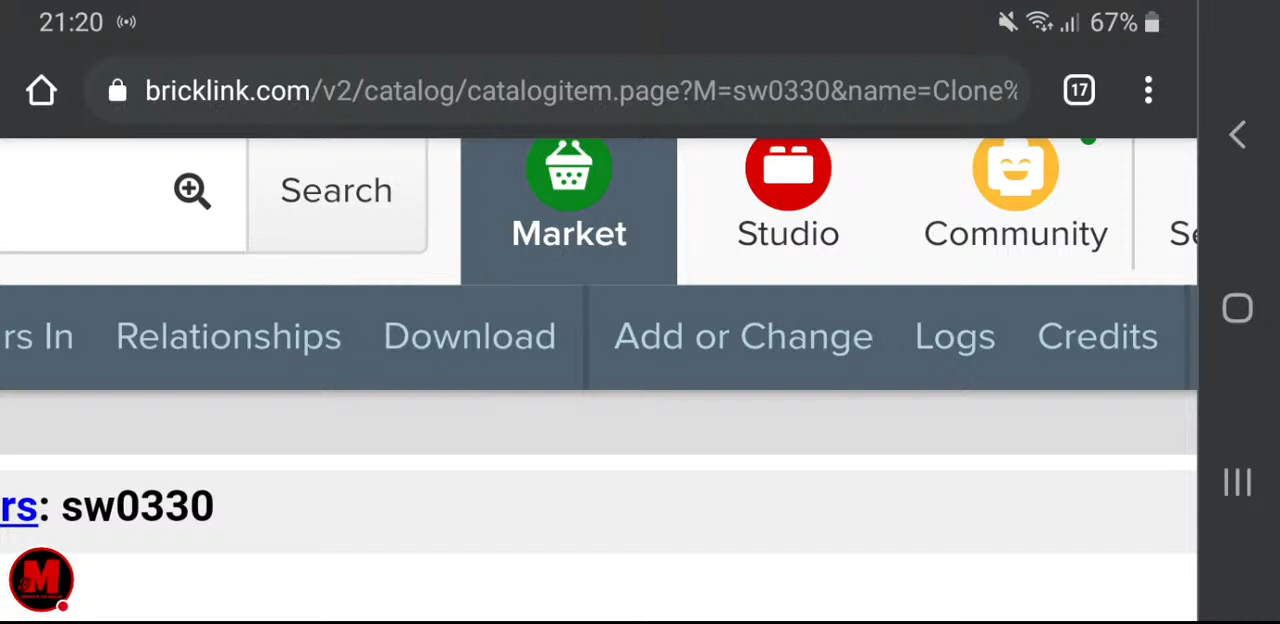 21:20 67%
bricklink.com/v2/catalog/catalogitem.page?M=sw0330&name=Clone%
17
Search Market Studio Community Se
rs In Relationships Download Add or Change Logs Credits
rs: sw0330
M